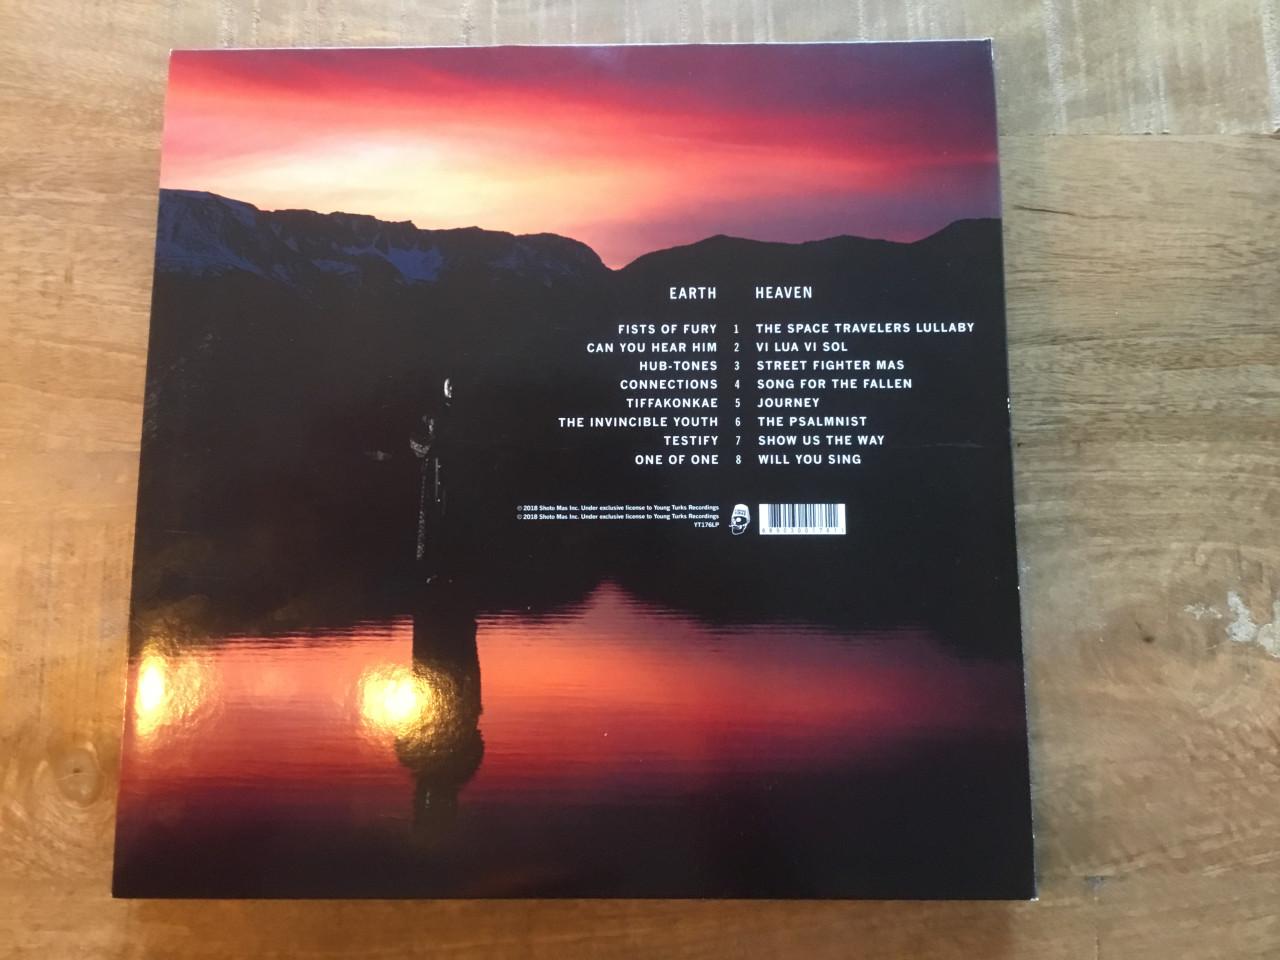 EARTH HEAVEN
FISTS OF FURY 1 THE SPACE TRAVELERS LULLABY
CAN YOU HEAR HIM 2 VI LUA VI SOL
HUB-TONES 3 STREET FIGHTER MAS
CONNECTIONS 4 SONG FOR THE FALLEN
TIFFAKONKAE 5 JOURNEY
THE INVINCIBLE YOUTH 6 THE PSALMNIST
TESTIFY 7 SHOW US THE WAY
ONE OF ONE 8 WILL YOU SING
℗ 2018 Shoto Mas Inc. Under exclusive license to Young Turks Recordings
© 2018 Shoto Mas Inc. Under exclusive license to Young Turks Recordings
YT176LP